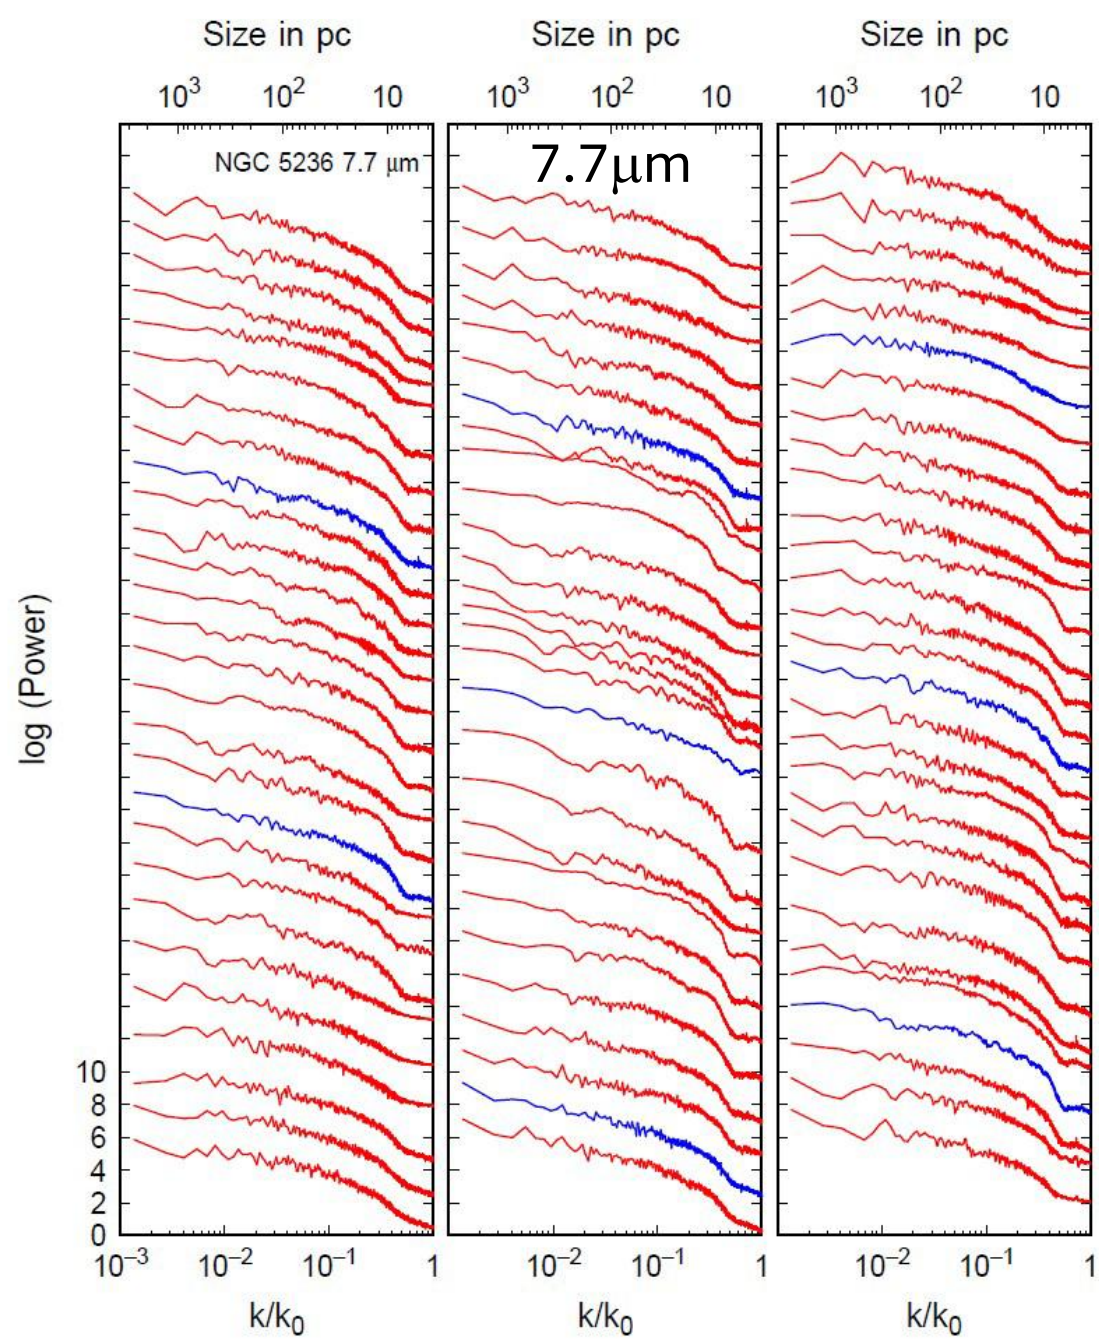 Size in pc Size in pc Size in pc
10³ 10² 10 10³ 10² 10 10³ 10² 10
NGC 5236 7.7 μm 7.7μm
log (Power)
10
8
6
4
2
0
10⁻³ 10⁻² 10⁻¹ 1 10⁻² 10⁻¹ 1 10⁻² 10⁻¹ 1
k/k₀ k/k₀ k/k₀